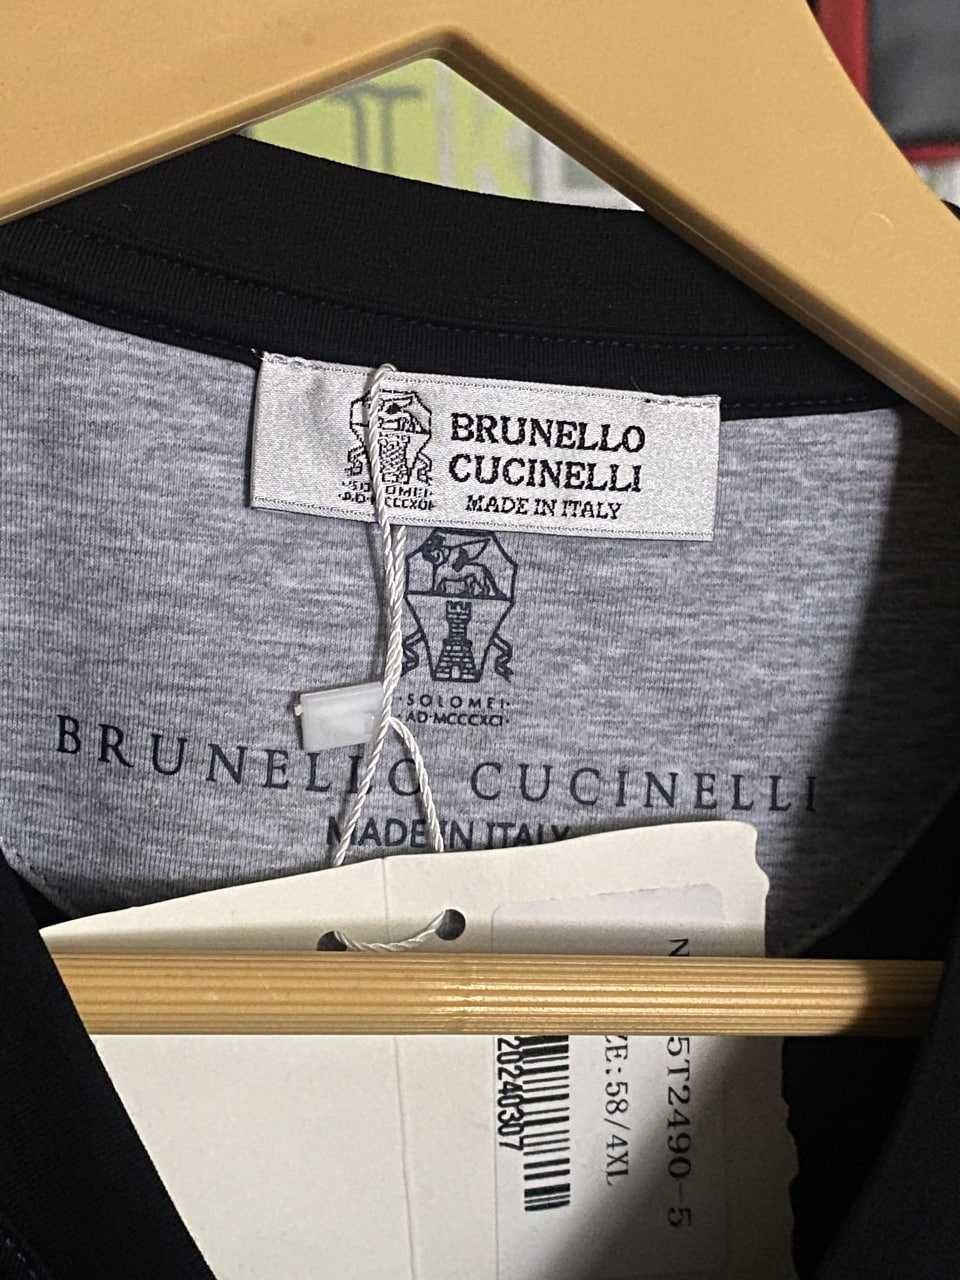 BRUNELLO
CUCINELLI
MADE IN ITALY
SOLOMEI
·SOLOMEI·
AD·MCCCXCI·
BRUNELLO CUCINELLI
MADE IN ITALY
5T2490-5
ZE:58/4XL
20240307